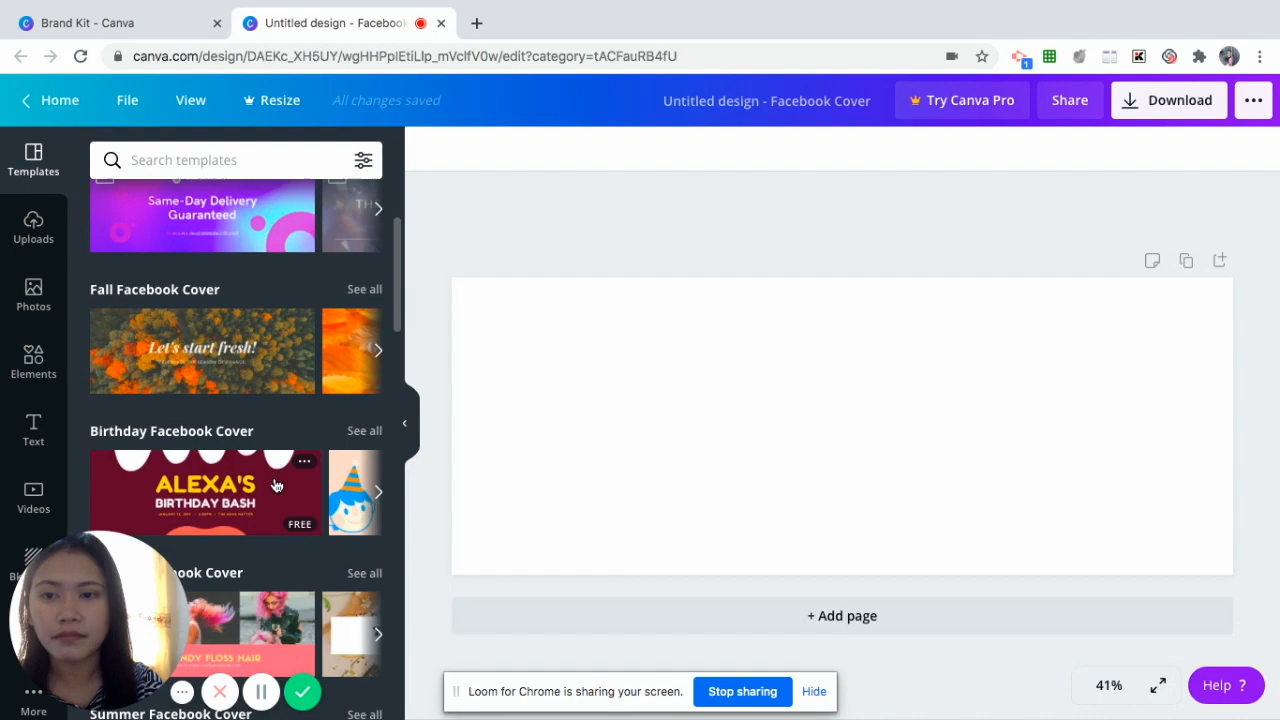 Brand Kit - Canva
Untitled design - Facebook
canva.com/design/DAEKc_XH5UY/wgHHPplEtiLlp_mVclfV0w/edit?category=tACFauRB4fU
1
Home
File
View
Resize
All changes saved
Untitled design - Facebook Cover
Try Canva Pro
Share
Download
Templates
Uploads
Photos
Elements
Text
Videos
More
Search templates
Same-Day Delivery
Guaranteed
TH
Fall Facebook Cover
See all
Let's start fresh!
Birthday Facebook Cover
See all
ALEXA'S
BIRTHDAY BASH
FREE
ook Cover
See all
NDY FLOSS HAIR
Summer Facebook Cover
See all
+ Add page
Loom for Chrome is sharing your screen.
Stop sharing
Hide
41%
Help ?